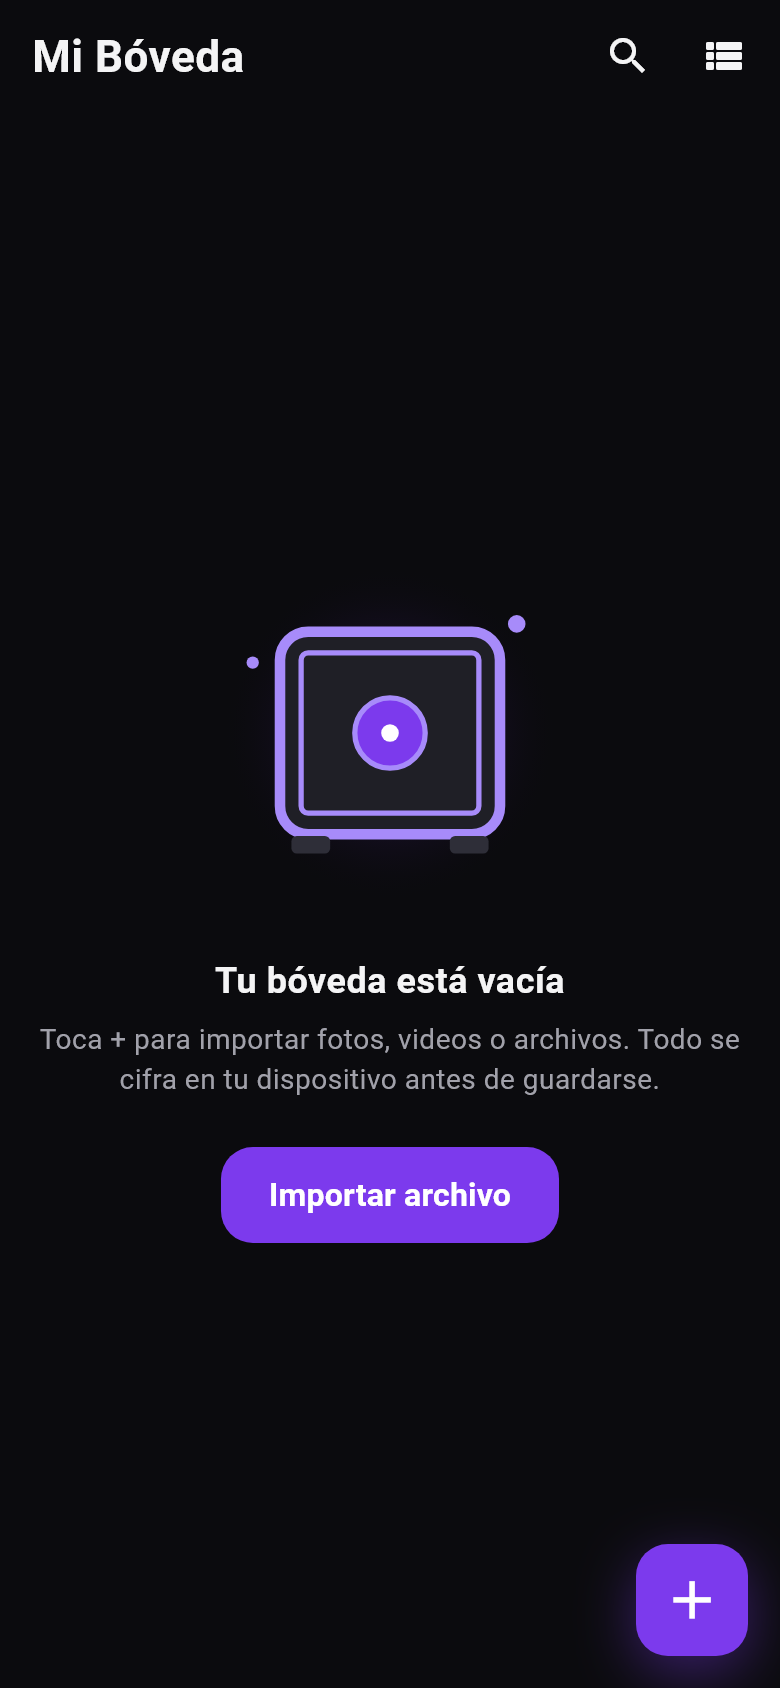 Mi Bóveda
Tu bóveda está vacía
Toca + para importar fotos, videos o archivos. Todo se
cifra en tu dispositivo antes de guardarse.
Importar archivo